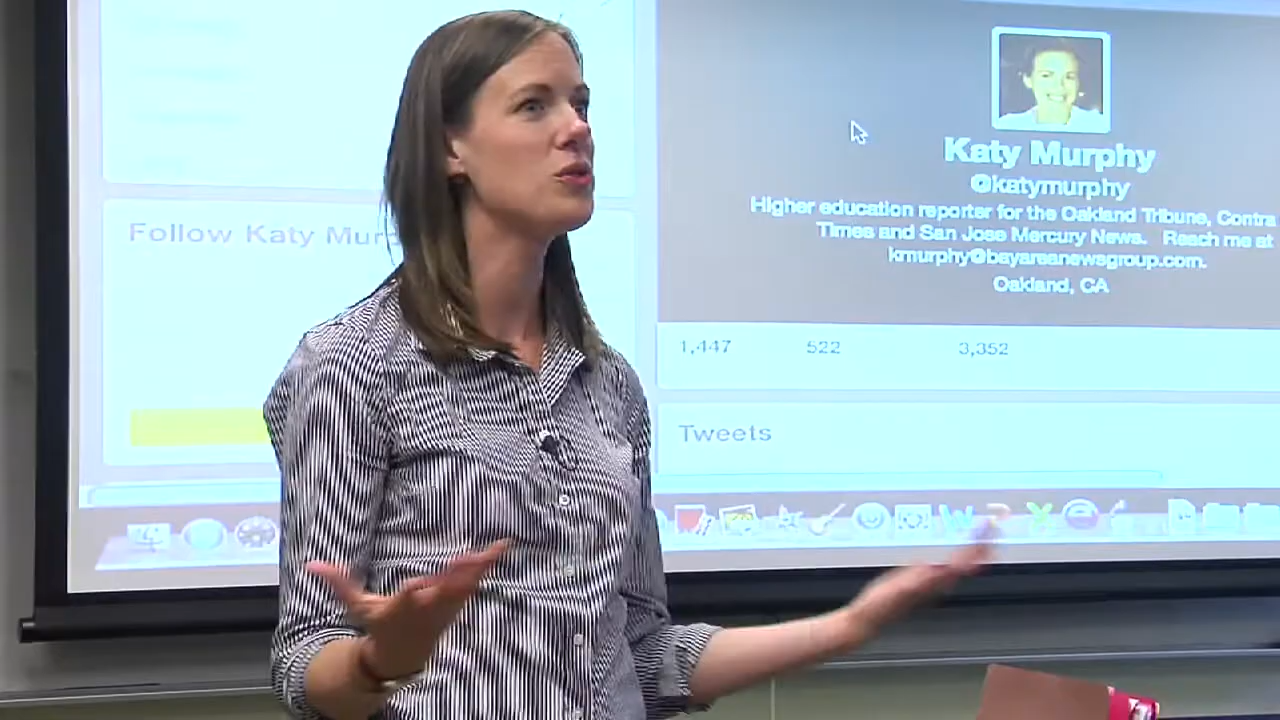 Follow Katy Mur
Katy Murphy
@katymurphy
Higher education reporter for the Oakland Tribune, Contra
Times and San Jose Mercury News. Reach me at
krmurphy@bayareanewsgroup.com.
Oakland, CA
1,447 522 3,352
Tweets